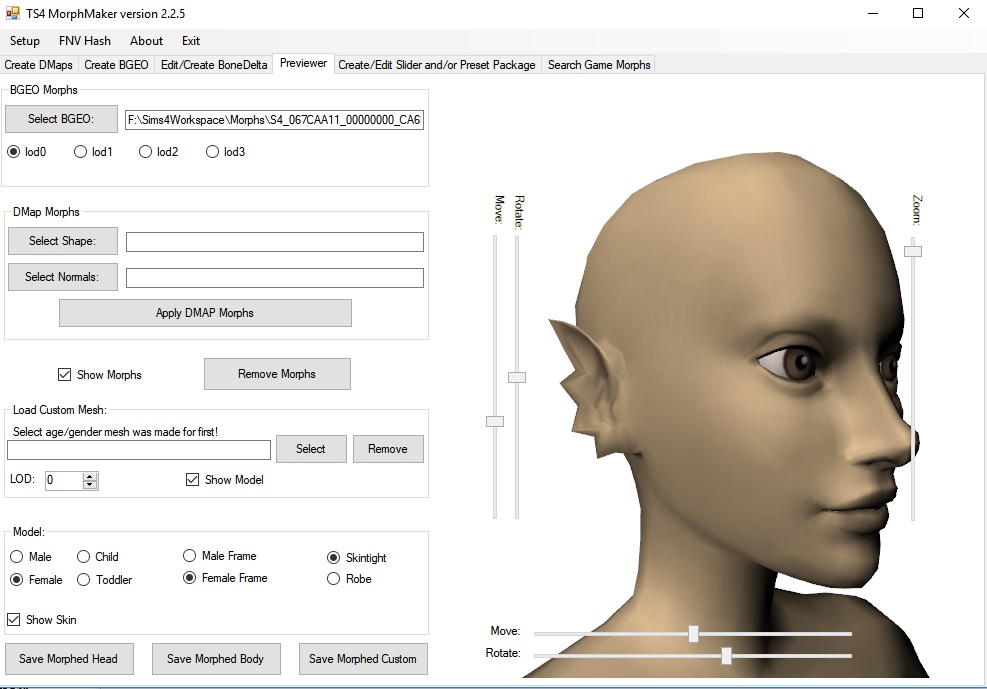 TS4 MorphMaker version 2.2.5
Setup FNV Hash About Exit
Create DMaps Create BGEO Edit/Create BoneDelta Previewer Create/Edit Slider and/or Preset Package Search Game Morphs
BGEO Morphs
Select BGEO: F:\Sims4Workspace\Morphs\S4_067CAA11_00000000_CA6
lod0 lod1 lod2 lod3
DMap Morphs
Select Shape:
Select Normals:
Apply DMAP Morphs
Show Morphs Remove Morphs
Load Custom Mesh:
Select age/gender mesh was made for first!
Select Remove
LOD: 0 Show Model
Model:
Male Child Male Frame Skintight
Female Toddler Female Frame Robe
Show Skin
Save Morphed Head Save Morphed Body Save Morphed Custom
Move:
Rotate:
Zoom:
Move:
Rotate: